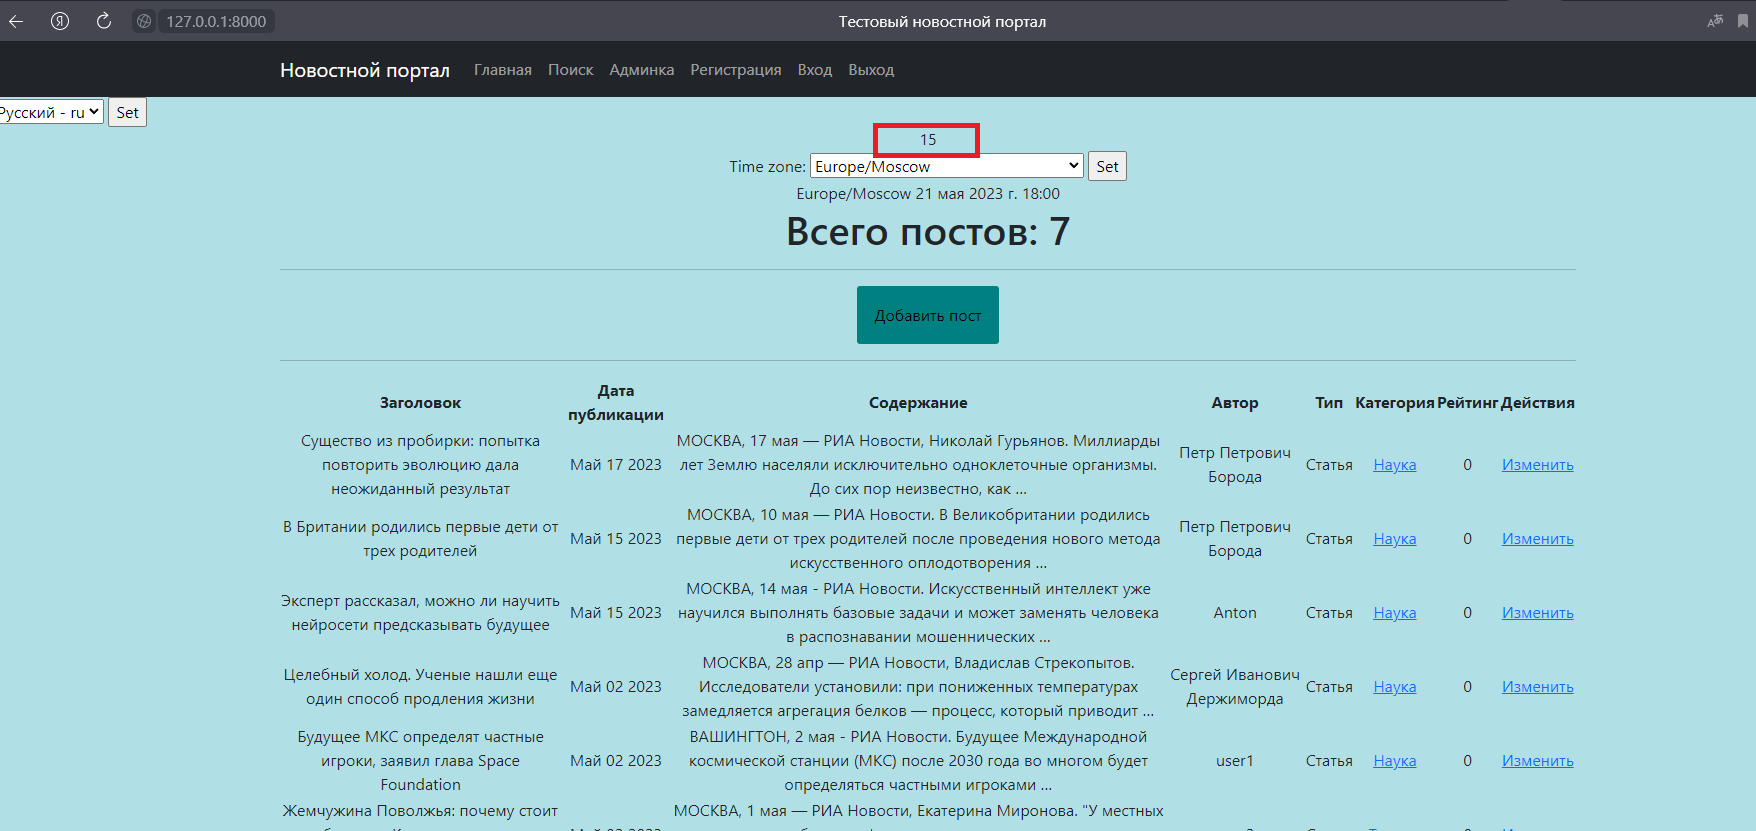 127.0.0.1:8000 Тестовый новостной портал
Новостной портал Главная Поиск Админка Регистрация Вход Выход
Русский - ru Set
15
Time zone: Europe/Moscow Set
Europe/Moscow 21 мая 2023 г. 18:00
Всего постов: 7
Добавить пост
Заголовок Дата публикации Содержание Автор Тип Категория Рейтинг Действия
Существо из пробирки: попытка
повторить эволюцию дала
неожиданный результат
Май 17 2023
МОСКВА, 17 мая — РИА Новости, Николай Гурьянов. Миллиарды
лет Землю населяли исключительно одноклеточные организмы.
До сих пор неизвестно, как ...
Петр Петрович
Борода
Статья Наука 0 Изменить
В Британии родились первые дети от
трех родителей
Май 15 2023
МОСКВА, 10 мая — РИА Новости. В Великобритании родились
первые дети от трех родителей после проведения нового метода
искусственного оплодотворения ...
Петр Петрович
Борода
Статья Наука 0 Изменить
Эксперт рассказал, можно ли научить
нейросети предсказывать будущее
Май 15 2023
МОСКВА, 14 мая - РИА Новости. Искусственный интеллект уже
научился выполнять базовые задачи и может заменять человека
в распознавании мошеннических ...
Anton
Статья Наука 0 Изменить
Целебный холод. Ученые нашли еще
один способ продления жизни
Май 02 2023
МОСКВА, 28 апр — РИА Новости, Владислав Стрекопытов.
Исследователи установили: при пониженных температурах
замедляется агрегация белков — процесс, который приводит ...
Сергей Иванович
Держиморда
Статья Наука 0 Изменить
Будущее МКС определят частные
игроки, заявил глава Space
Foundation
Май 02 2023
ВАШИНГТОН, 2 мая - РИА Новости. Будущее Международной
космической станции (МКС) после 2030 года во многом будет
определяться частными игроками ...
user1
Статья Наука 0 Изменить
Жемчужина Поволжья: почему стоит
МОСКВА, 1 мая — РИА Новости, Екатерина Миронова. "У местных